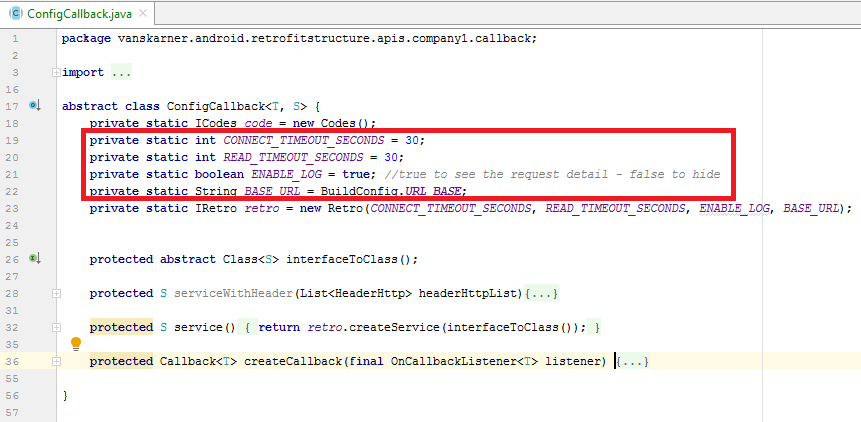 ConfigCallback.java
1 package vanskarner.android.retrofitstructure.apis.company1.callback;
2
3 import ...
16
17 abstract class ConfigCallback<T, S> {
18 private static ICodes code = new Codes();
19 private static int CONNECT_TIMEOUT_SECONDS = 30;
20 private static int READ_TIMEOUT_SECONDS = 30;
21 private static boolean ENABLE_LOG = true; //true to see the request detail - false to hide
22 private static String BASE_URL = BuildConfig.URL_BASE;
23 private static IRetro retro = new Retro(CONNECT_TIMEOUT_SECONDS, READ_TIMEOUT_SECONDS, ENABLE_LOG, BASE_URL);
24
25
26 protected abstract Class<S> interfaceToClass();
27
28 protected S serviceWithHeader(List<HeaderHttp> headerHttpList){...}
31
32 protected S service() { return retro.createService(interfaceToClass()); }
35
36 protected Callback<T> createCallback(final OnCallbackListener<T> listener) {...}
55
56 }
57